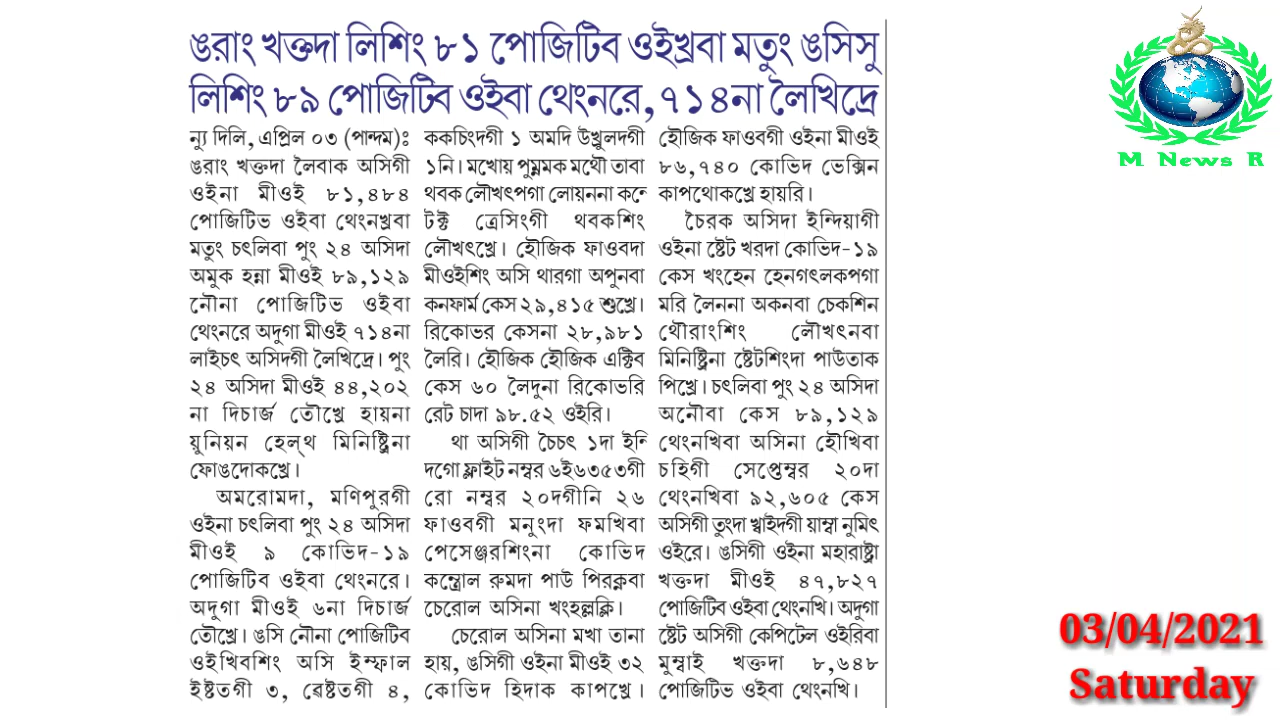 ঙরাং খক্তদা লিশিং ৮১ পোজিটিব ওইখ্রবা মতুং ঙসিসু
লিশিং ৮৯ পোজিটিব ওইবা থেংনরে, ৭১৪না লৈখিদ্রে
ন্যু দিলি, এপ্রিল ০৩ (পান্দম)ঃ
ঙরাং খক্তদা লৈবাক অসিগী
ওইনা মীওই ৮১,৪৮৪
পোজিটিভ ওইবা থেংনখ্রবা
মতুং চৎলিবা পুং ২৪ অসিদা
অমুক হন্না মীওই ৮৯,১২৯
নৌনা পোজিটিভ ওইবা
থেংনরে অদুগা মীওই ৭১৪না
লাইচৎ অসিদগী লৈখিদ্রে। পুং
২৪ অসিদা মীওই ৪৪,২০২
না দিচার্জ তৌখ্রে হায়না
য়ুনিয়ন হেল্থ মিনিষ্ট্রিনা
ফোঙদোকখ্রে।
অমরোমদা, মণিপুরগী
ওইনা চৎলিবা পুং ২৪ অসিদা
মীওই ৯ কোভিদ-১৯
পোজিটিব ওইবা থেংনরে।
অদুগা মীওই ৬না দিচার্জ
তৌখ্রে। ঙসি নৌনা পোজিটিব
ওইখিবশিং অসি ইম্ফাল
ইষ্টতগী ৩, ৱেষ্টতগী ৪,
ককচিংদগী ১ অমদি উখ্রুলদগী
১নি। মখোয় পুম্নমক মথৌ তাবা
থবক লৌখৎপগা লোয়ননা কন্টে
টক্ট ত্রেসিংগী থবকশিং
লৌখৎখ্রে। হৌজিক ফাওবদা
মীওইশিং অসি থারগা অপুনবা
কনফার্ম কেস ২৯,৪১৫ শুখ্রে।
রিকোভর কেসনা ২৮,৯৮১
লৈরি। হৌজিক হৌজিক এক্টিব
কেস ৬০ লৈদুনা রিকোভরি
রেট চাদা ৯৮.৫২ ওইরি।
থা অসিগী চৈচৎ ১দা ইন্দি
দগো ফ্লাইট নম্বর ৬ই৬৩৫৩গী
রো নম্বর ২০দগীনি ২৬
ফাওবগী মনুংদা ফমখিবা
পেসেঞ্জরশিংনা কোভিদ
কন্ত্রোল রুমদা পাউ পিরক্নবা
চেরোল অসিনা খংহল্লক্লি।
চেরোল অসিনা মখা তানা
হায়, ঙসিগী ওইনা মীওই ৩২
কোভিদ হিদাক কাপখ্রে।
হৌজিক ফাওবগী ওইনা মীওই
৮৬,৭৪০ কোভিদ ভেক্সিন
কাপথোকখ্রে হায়রি।
চৈরক অসিদা ইন্দিয়াগী
ওইনা ষ্টেট খরদা কোভিদ-১৯
কেস খংহেন হেনগৎলকপগা
মরি লৈননা অকনবা চেকশিন
থৌরাংশিং লৌখৎনবা
মিনিষ্ট্রিনা ষ্টেটশিংদা পাউতাক
পিখ্রে। চৎলিবা পুং ২৪ অসিদা
অনৌবা কেস ৮৯,১২৯
থেংনখিবা অসিনা হৌখিবা
চহিগী সেপ্তেম্বর ২০দা
থেংনখিবা ৯২,৬০৫ কেস
অসিগী তুংদা খ্বাইদগী য়াম্বা নুমিৎ
ওইরে। ঙসিগী ওইনা মহারাষ্ট্রা
খক্তদা মীওই ৪৭,৮২৭
পোজিটিব ওইবা থেংনখি। অদুগা
ষ্টেট অসিগী কেপিটেল ওইরিবা
মুম্বাই খক্তদা ৮,৬৪৮
পোজিটিভ ওইবা থেংনখি।
M News R
03/04/2021
Saturday